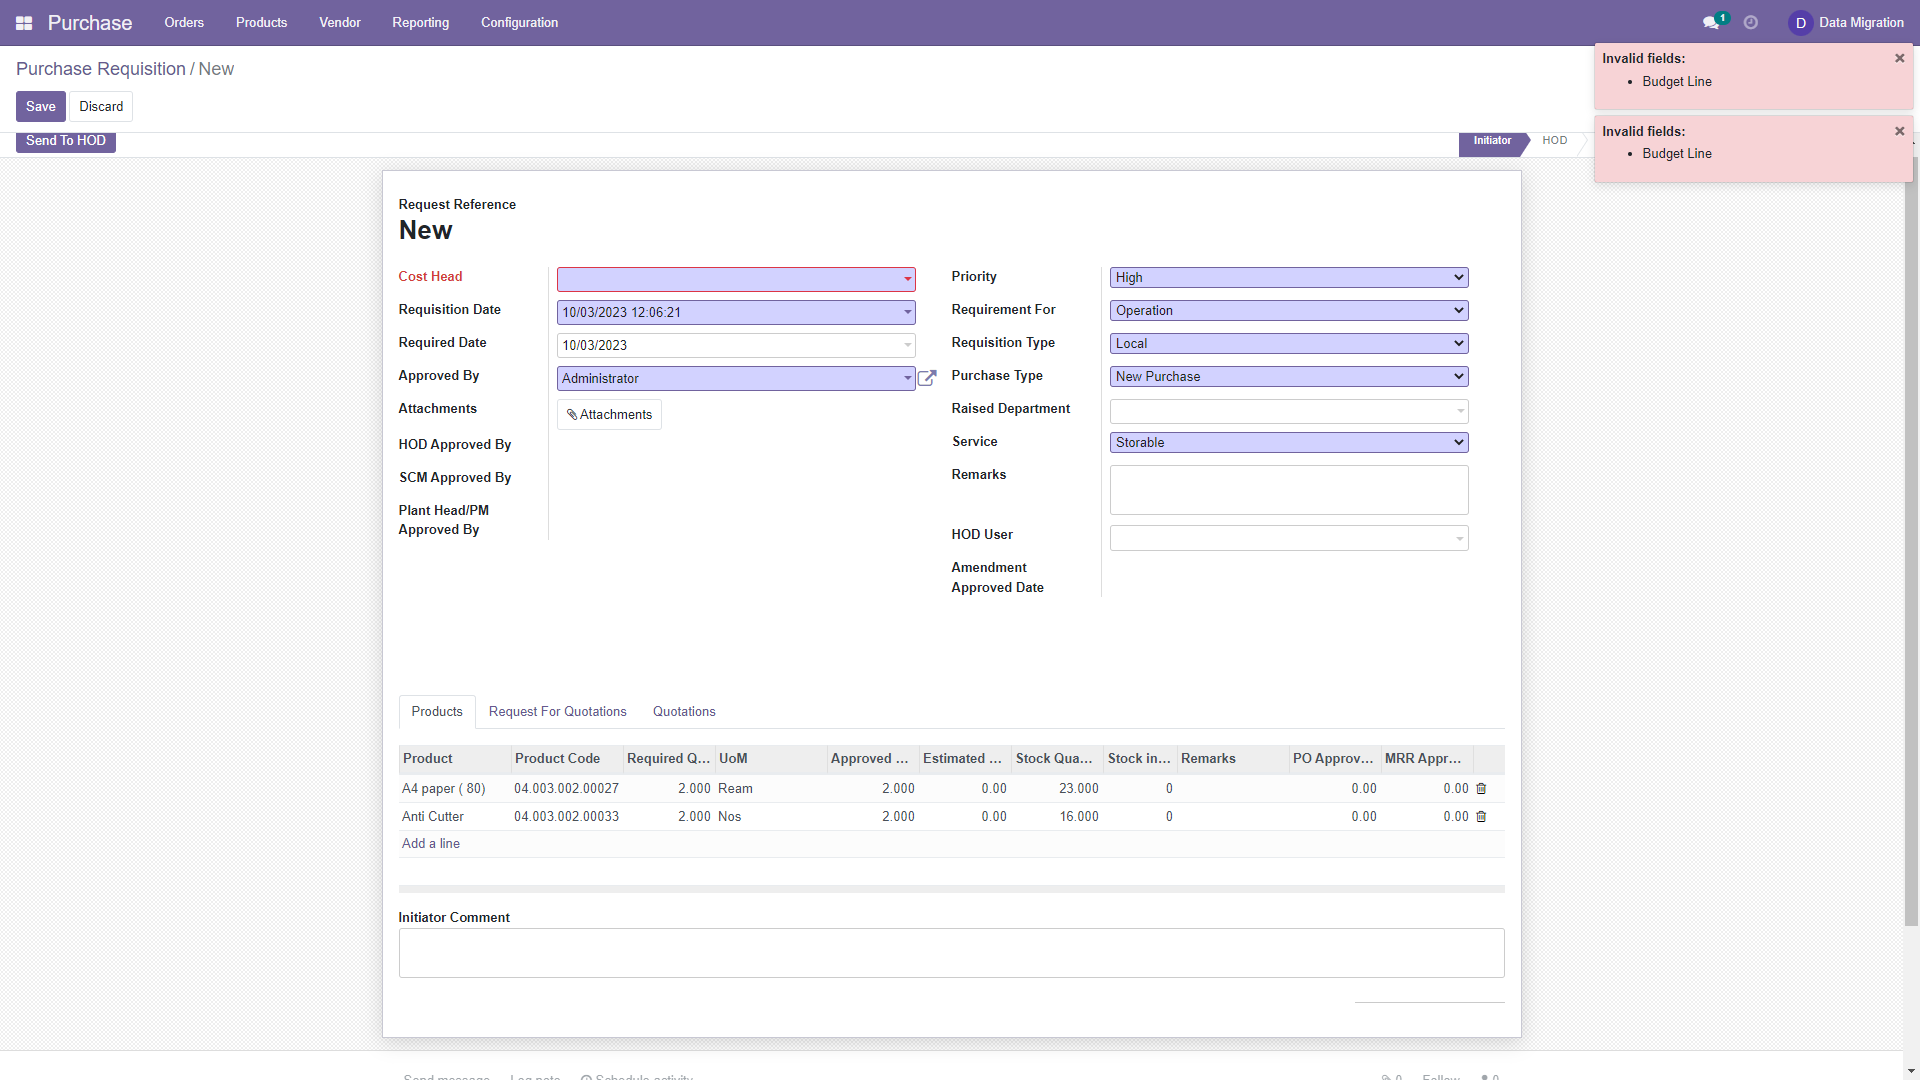 Purchase Orders Products Vendor Reporting Configuration 1 D Data Migration
Purchase Requisition / New
Save Discard
Invalid fields:
Budget Line
Invalid fields:
Budget Line
Send To HOD Initiator HOD
Request Reference
New
Cost Head
Requisition Date 10/03/2023 12:06:21
Required Date 10/03/2023
Approved By Administrator
Attachments Attachments
HOD Approved By
SCM Approved By
Plant Head/PM
Approved By
Priority High
Requirement For Operation
Requisition Type Local
Purchase Type New Purchase
Raised Department
Service Storable
Remarks
HOD User
Amendment
Approved Date
Products Request For Quotations Quotations
Product Product Code Required Q... UoM Approved ... Estimated ... Stock Qua... Stock in... Remarks PO Approv... MRR Appr...
A4 paper ( 80) 04.003.002.00027 2.000 Ream 2.000 0.00 23.000 0 0.00 0.00
Anti Cutter 04.003.002.00033 2.000 Nos 2.000 0.00 16.000 0 0.00 0.00
Add a line
Initiator Comment
Send message Log note Schedule activity 0 Follow 0